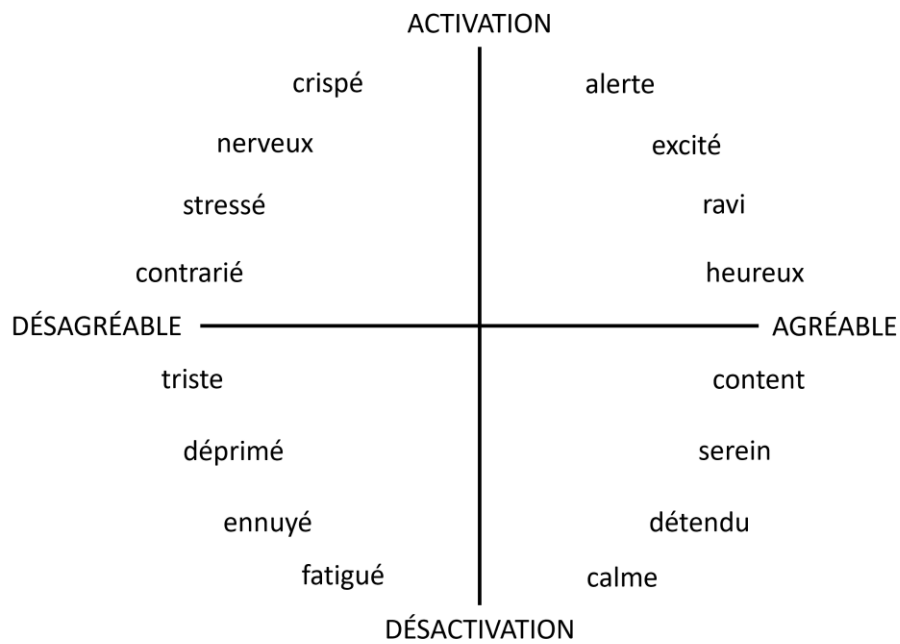 ACTIVATION
crispé alerte
nerveux excité
stressé ravi
contrarié heureux
DÉSAGRÉABLE AGRÉABLE
triste content
déprimé serein
ennuyé détendu
fatigué calme
DÉSACTIVATION